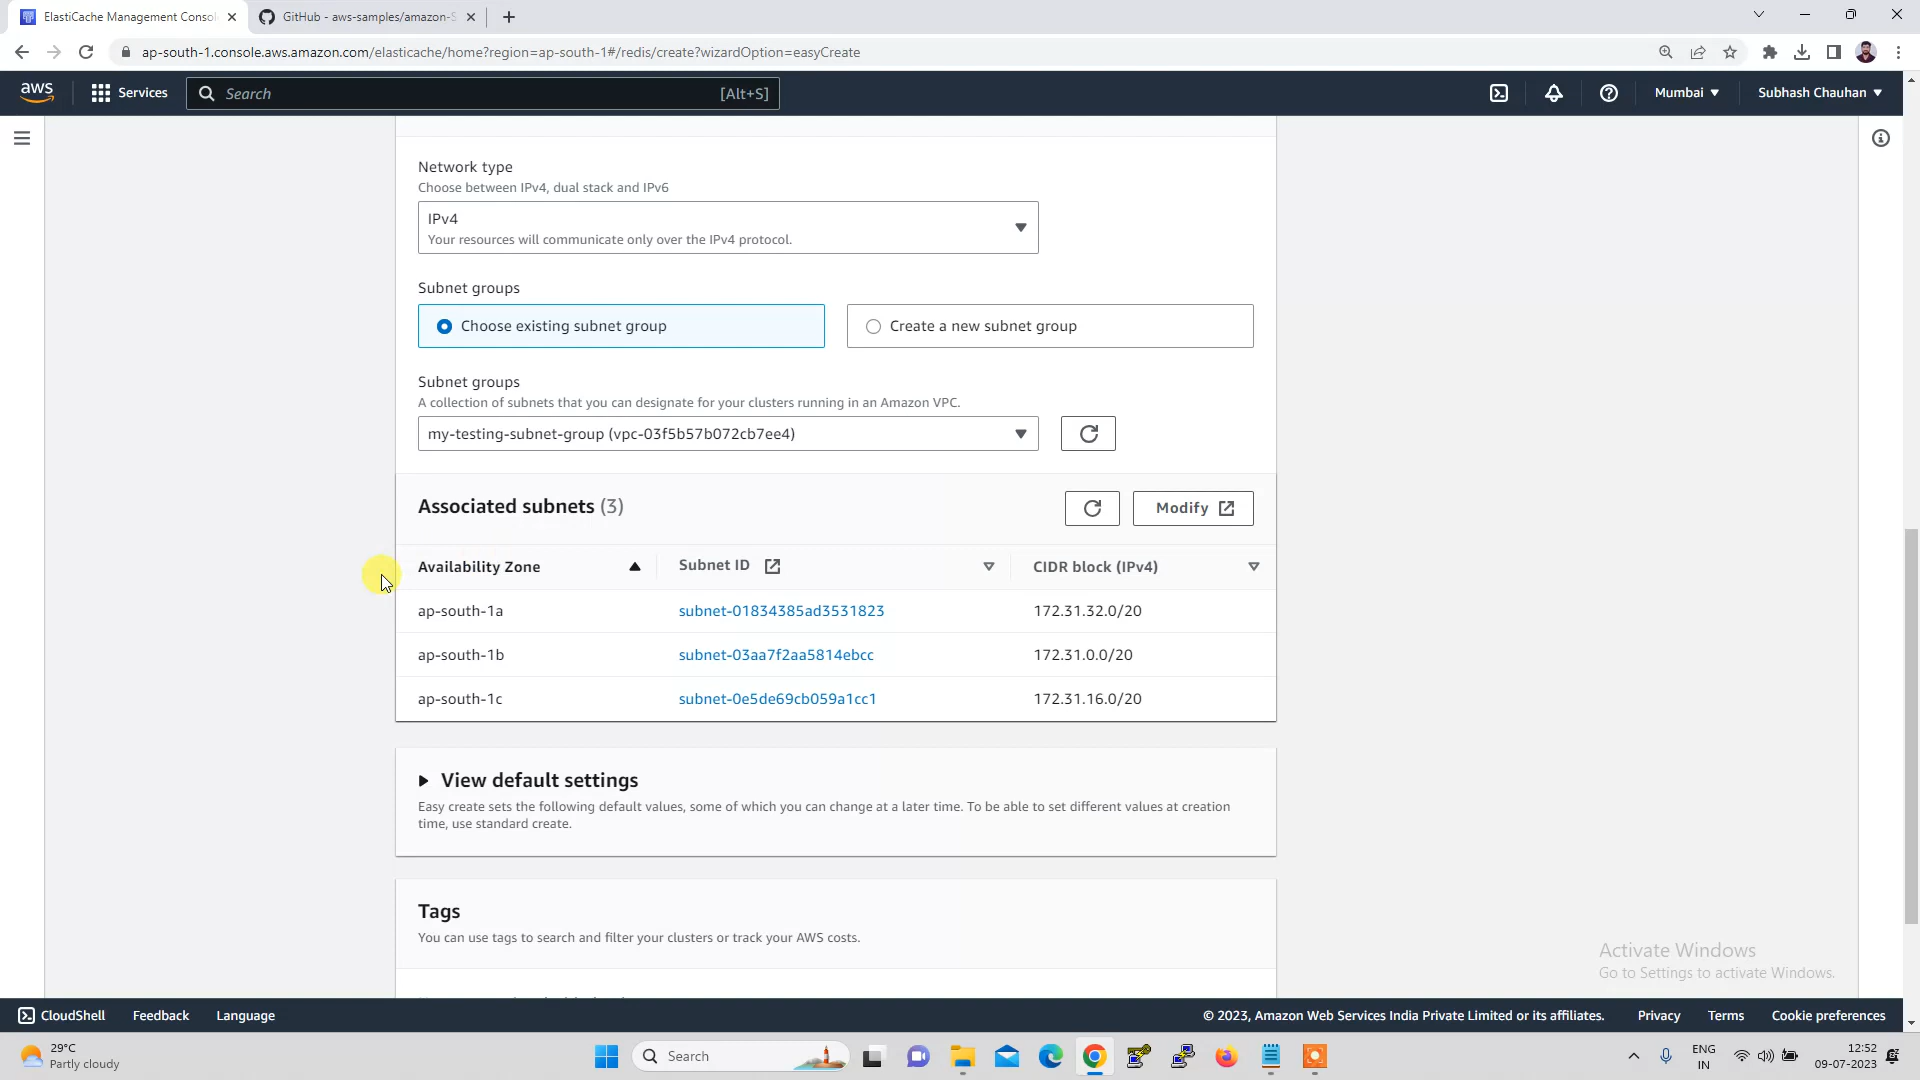 ElastiCache Management Consol
GitHub - aws-samples/amazon-S
ap-south-1.console.aws.amazon.com/elasticache/home?region=ap-south-1#/redis/create?wizardOption=easyCreate
aws
Services
Search
[Alt+S]
Mumbai
Subhash Chauhan
Network type
Choose between IPv4, dual stack and IPv6
IPv4
Your resources will communicate only over the IPv4 protocol.
Subnet groups
Choose existing subnet group
Create a new subnet group
Subnet groups
A collection of subnets that you can designate for your clusters running in an Amazon VPC.
my-testing-subnet-group (vpc-03f5b57b072cb7ee4)
Associated subnets (3)
Modify
Availability Zone
Subnet ID
CIDR block (IPv4)
ap-south-1a
subnet-01834385ad3531823
172.31.32.0/20
ap-south-1b
subnet-03aa7f2aa5814ebcc
172.31.0.0/20
ap-south-1c
subnet-0e5de69cb059a1cc1
172.31.16.0/20
View default settings
Easy create sets the following default values, some of which you can change at a later time. To be able to set different values at creation
time, use standard create.
Tags
You can use tags to search and filter your clusters or track your AWS costs.
Activate Windows
Go to Settings to activate Windows.
CloudShell
Feedback
Language
© 2023, Amazon Web Services India Private Limited or its affiliates.
Privacy
Terms
Cookie preferences
29°C
Partly cloudy
Search
ENG
IN
12:52
09-07-2023